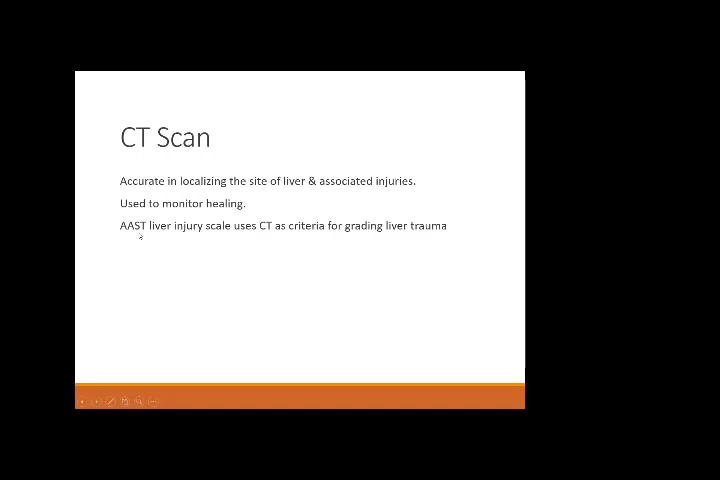 CT Scan
Accurate in localizing the site of liver & associated injuries.
Used to monitor healing.
AAST liver injury scale uses CT as criteria for grading liver trauma